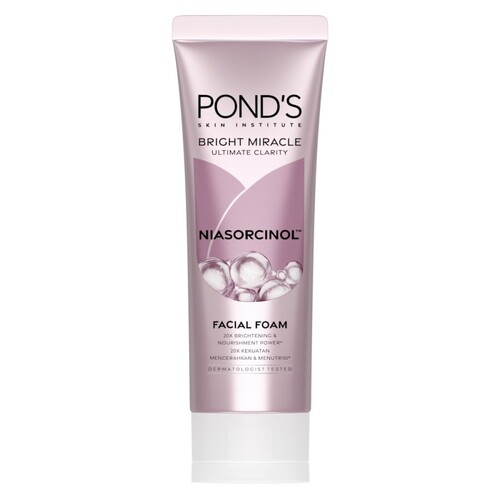 POND'S
SKIN INSTITUTE
BRIGHT MIRACLE
ULTIMATE CLARITY
NIASORCINOL™
FACIAL FOAM
20X BRIGHTENING &
NOURISHMENT POWER*
20X KEKUATAN
MENCERAHKAN & MENUTRISI*
DERMATOLOGIST TESTED